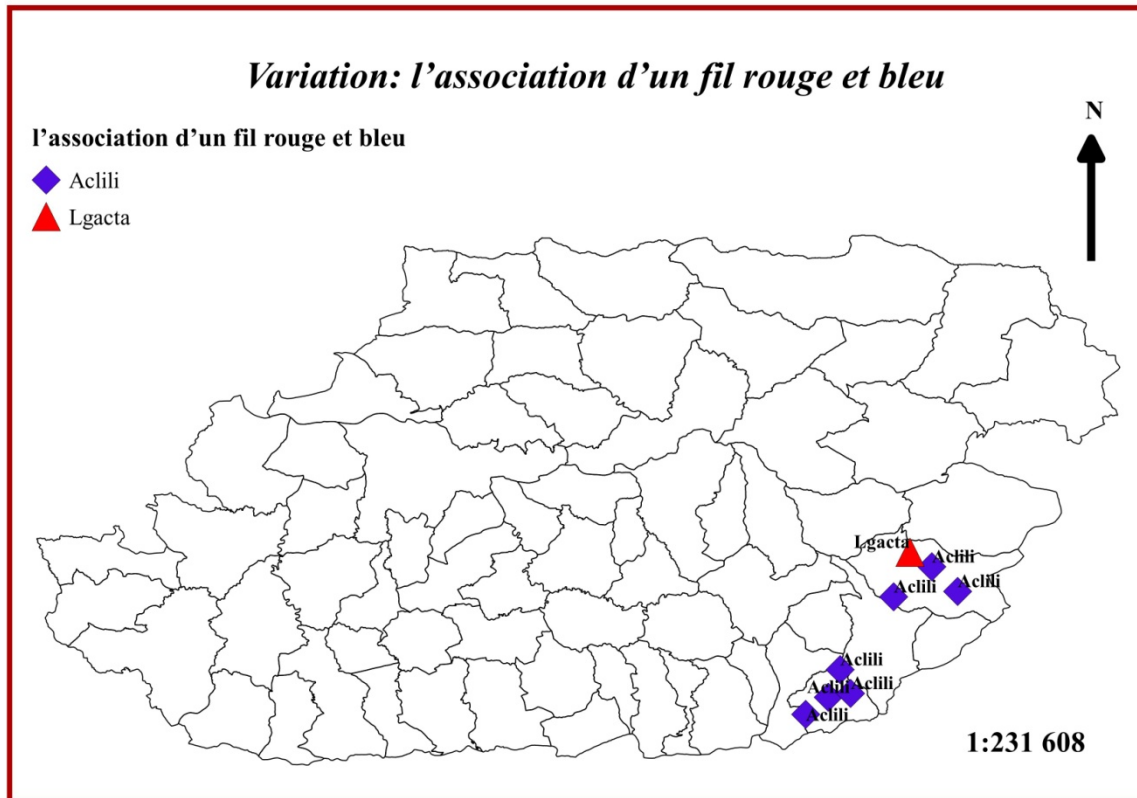 Variation: l’association d’un fil rouge et bleu
N
l’association d’un fil rouge et bleu
Aclili
Lgacta
Lgacta
Aclili
Aclili
Aclili
Aclili
Aclili
Aclili
Aclili
1:231 608